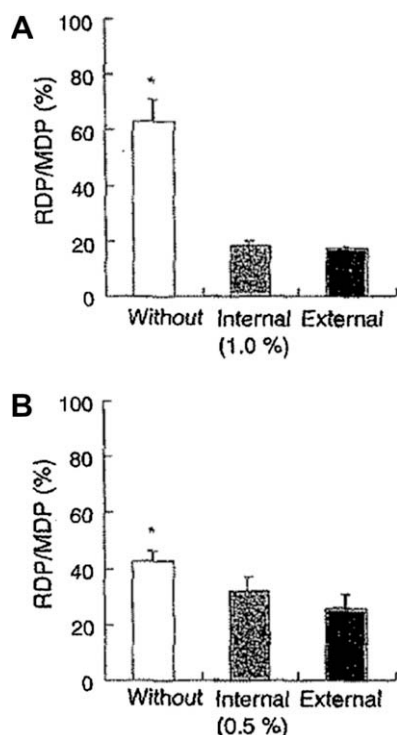 A
RDP/MDP (%)
100
80
60
40
20
0
*
Without Internal External
(1.0 %)
B
RDP/MDP (%)
100
80
60
40
20
0
*
Without Internal External
(0.5 %)